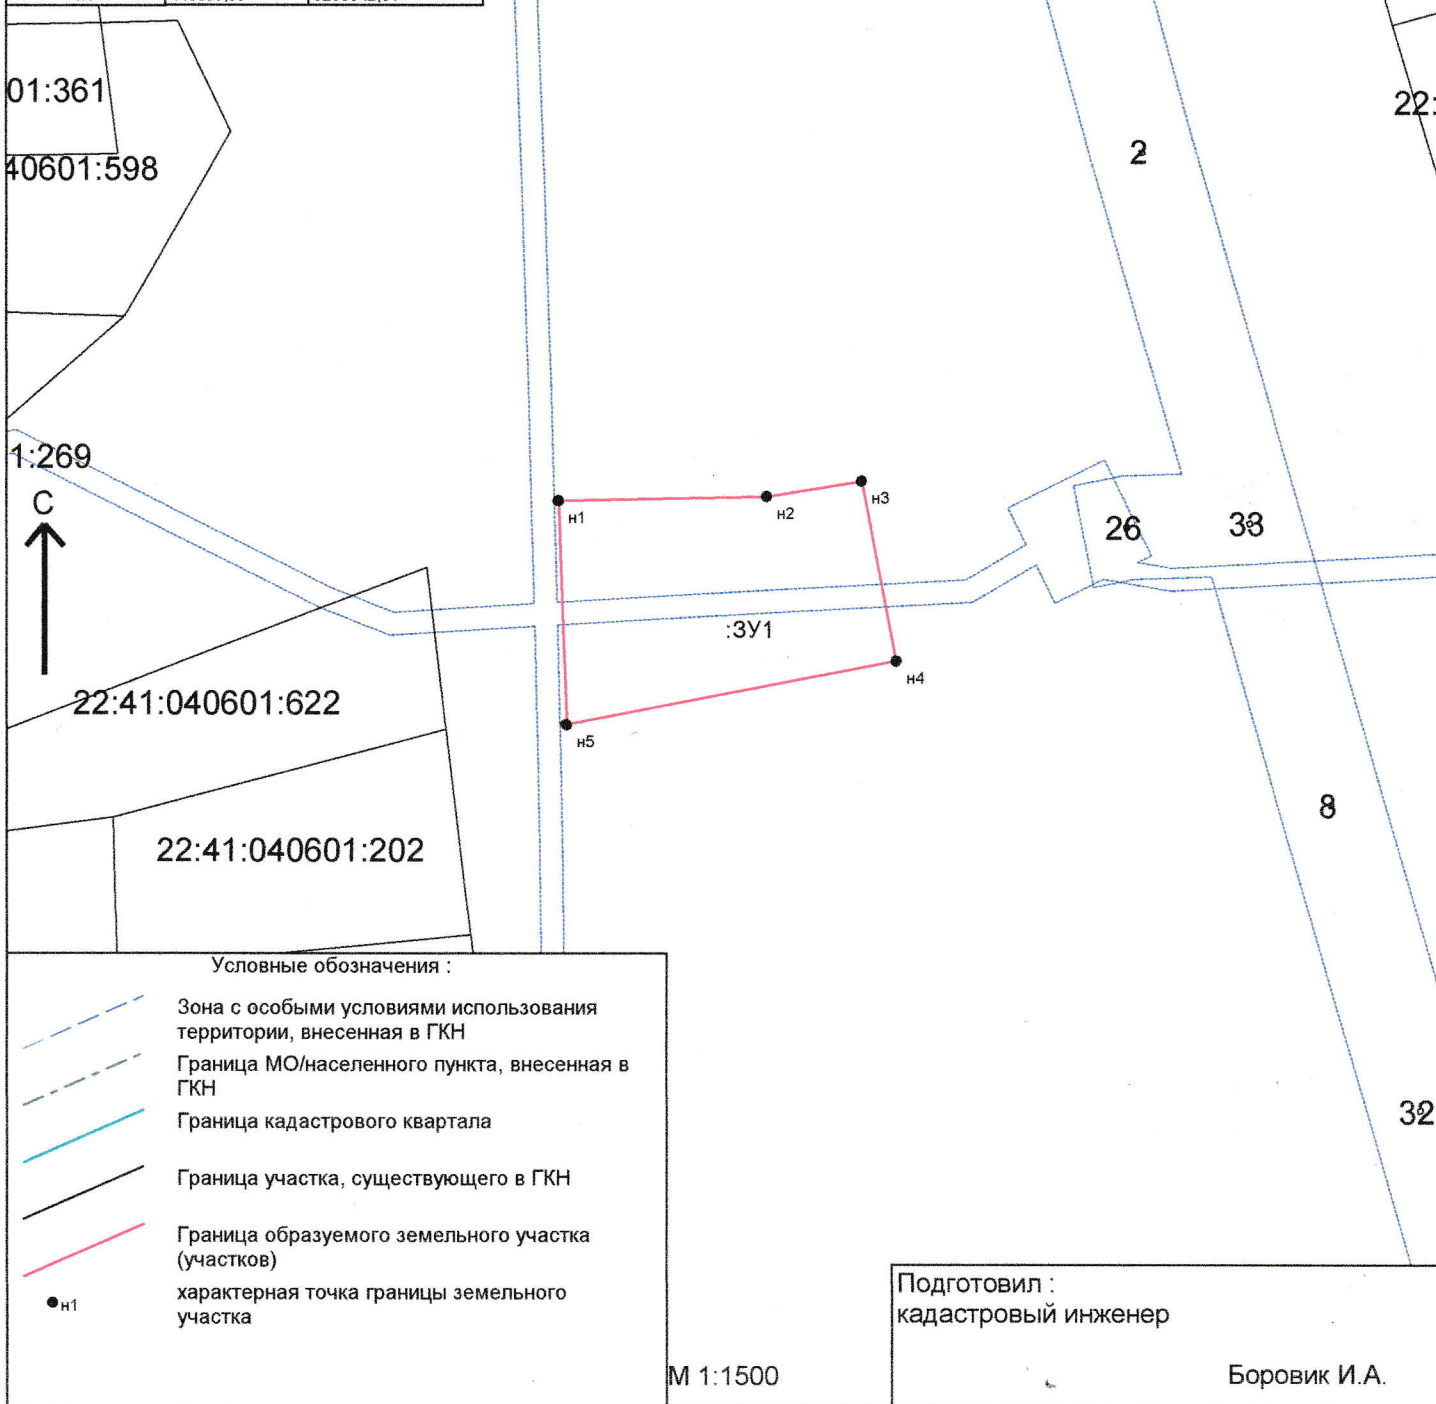 01:361
40601:598
2
22:
1:269
С
н1
н2
н3
26
33
:ЗУ1
н4
22:41:040601:622
н5
8
22:41:040601:202
Условные обозначения :
Зона с особыми условиями использования
территории, внесенная в ГКН
Граница МО/населенного пункта, внесенная в
ГКН
Граница кадастрового квартала
Граница участка, существующего в ГКН
Граница образуемого земельного участка
(участков)
н1
характерная точка границы земельного
участка
32
Подготовил :
кадастровый инженер
М 1:1500
Боровик И.А.